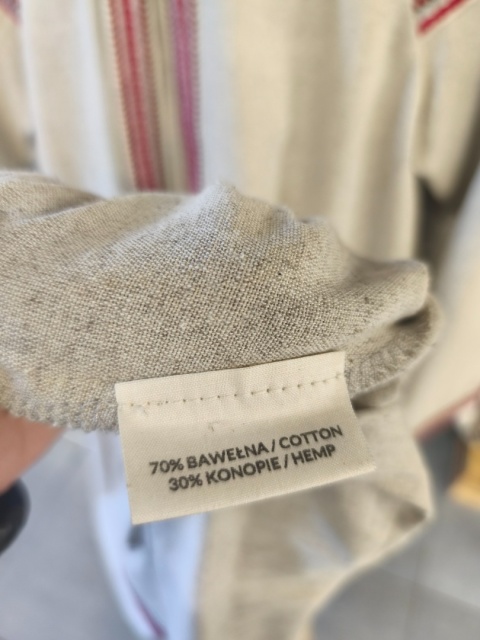 70% BAWEŁNA / COTTON
30% KONOPIE / HEMP